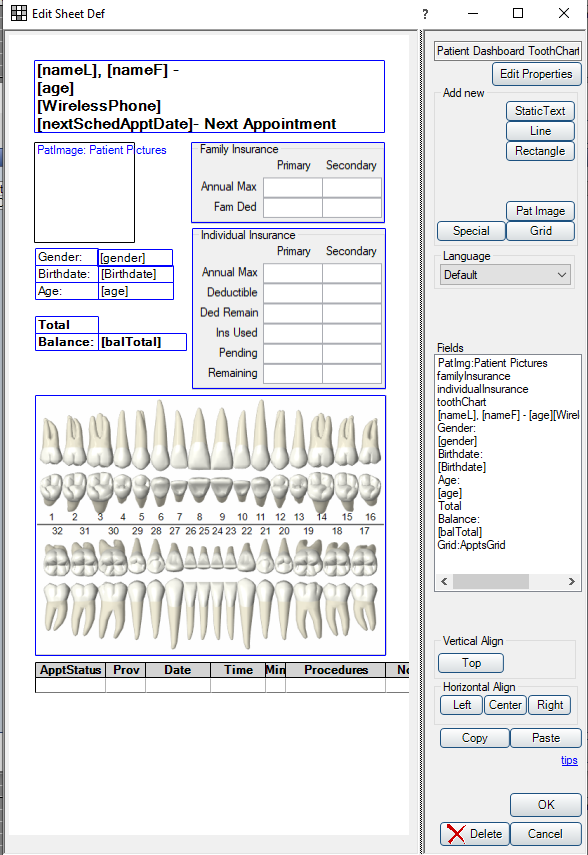 Edit Sheet Def
?
[nameL], [nameF] -
[age]
[WirelessPhone]
[nextSchedApptDate]- Next Appointment
PatImage: Patient Pictures
Family Insurance
Primary Secondary
Annual Max
Fam Ded
Individual Insurance
Primary Secondary
Annual Max
Deductible
Ded Remain
Ins Used
Pending
Remaining
Gender: [gender]
Birthdate: [Birthdate]
Age: [age]
Total
Balance: [balTotal]
1 2 3 4 5 6 7 8 9 10 11 12 13 14 15 16
32 31 30 29 28 27 26 25 24 23 22 21 20 19 18 17
ApptStatus Prov Date Time Min Procedures No
Patient Dashboard ToothChart
Edit Properties
Add new
StaticText
Line
Rectangle
Pat Image
Special Grid
Language
Default
Fields
PatImg:Patient Pictures
familyInsurance
individualInsurance
toothChart
[nameL], [nameF] - [age][Wirel
Gender:
[gender]
Birthdate:
[Birthdate]
Age:
[age]
Total
Balance:
[balTotal]
Grid:ApptsGrid
Vertical Align
Top
Horizontal Align
Left Center Right
Copy Paste
tips
OK
Delete Cancel